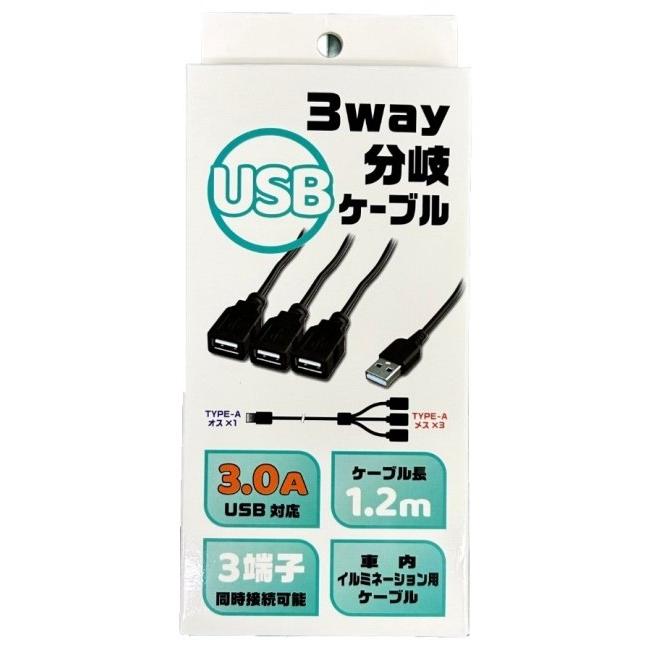 3way
分岐
USB
ケーブル
TYPE-A
オス×1
TYPE-A
メス×3
3.0A
USB 対応
ケーブル長
1.2m
3端子
同時接続可能
車内
イルミネーション用
ケーブル